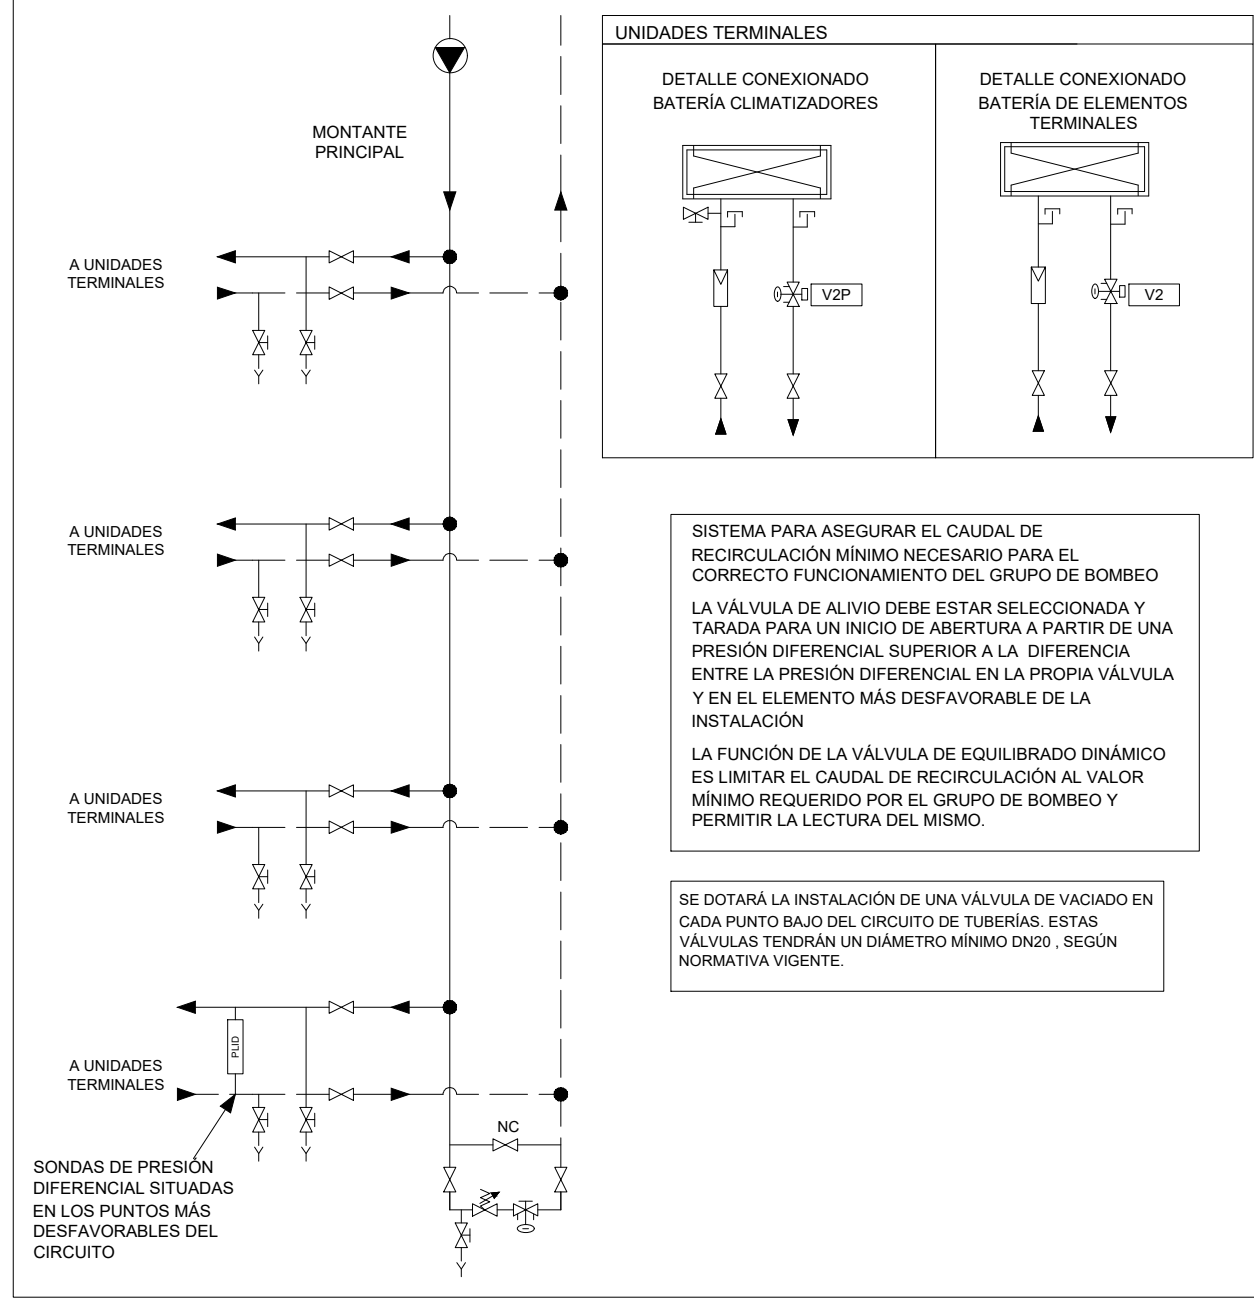 UNIDADES TERMINALES
DETALLE CONEXIONADO
BATERÍA CLIMATIZADORES
DETALLE CONEXIONADO
BATERÍA DE ELEMENTOS
TERMINALES
V2P
V2
MONTANTE
PRINCIPAL
A UNIDADES
TERMINALES
A UNIDADES
TERMINALES
A UNIDADES
TERMINALES
A UNIDADES
TERMINALES
PLID
NC
SONDAS DE PRESIÓN
DIFERENCIAL SITUADAS
EN LOS PUNTOS MÁS
DESFAVORABLES DEL
CIRCUITO
SISTEMA PARA ASEGURAR EL CAUDAL DE
RECIRCULACIÓN MÍNIMO NECESARIO PARA EL
CORRECTO FUNCIONAMIENTO DEL GRUPO DE BOMBEO
LA VÁLVULA DE ALIVIO DEBE ESTAR SELECCIONADA Y
TARADA PARA UN INICIO DE ABERTURA A PARTIR DE UNA
PRESIÓN DIFERENCIAL SUPERIOR A LA DIFERENCIA
ENTRE LA PRESIÓN DIFERENCIAL EN LA PROPIA VÁLVULA
Y EN EL ELEMENTO MÁS DESFAVORABLE DE LA
INSTALACIÓN
LA FUNCIÓN DE LA VÁLVULA DE EQUILIBRADO DINÁMICO
ES LIMITAR EL CAUDAL DE RECIRCULACIÓN AL VALOR
MÍNIMO REQUERIDO POR EL GRUPO DE BOMBEO Y
PERMITIR LA LECTURA DEL MISMO.
SE DOTARÁ LA INSTALACIÓN DE UNA VÁLVULA DE VACIADO EN
CADA PUNTO BAJO DEL CIRCUITO DE TUBERÍAS. ESTAS
VÁLVULAS TENDRÁN UN DIÁMETRO MÍNIMO DN20 , SEGÚN
NORMATIVA VIGENTE.